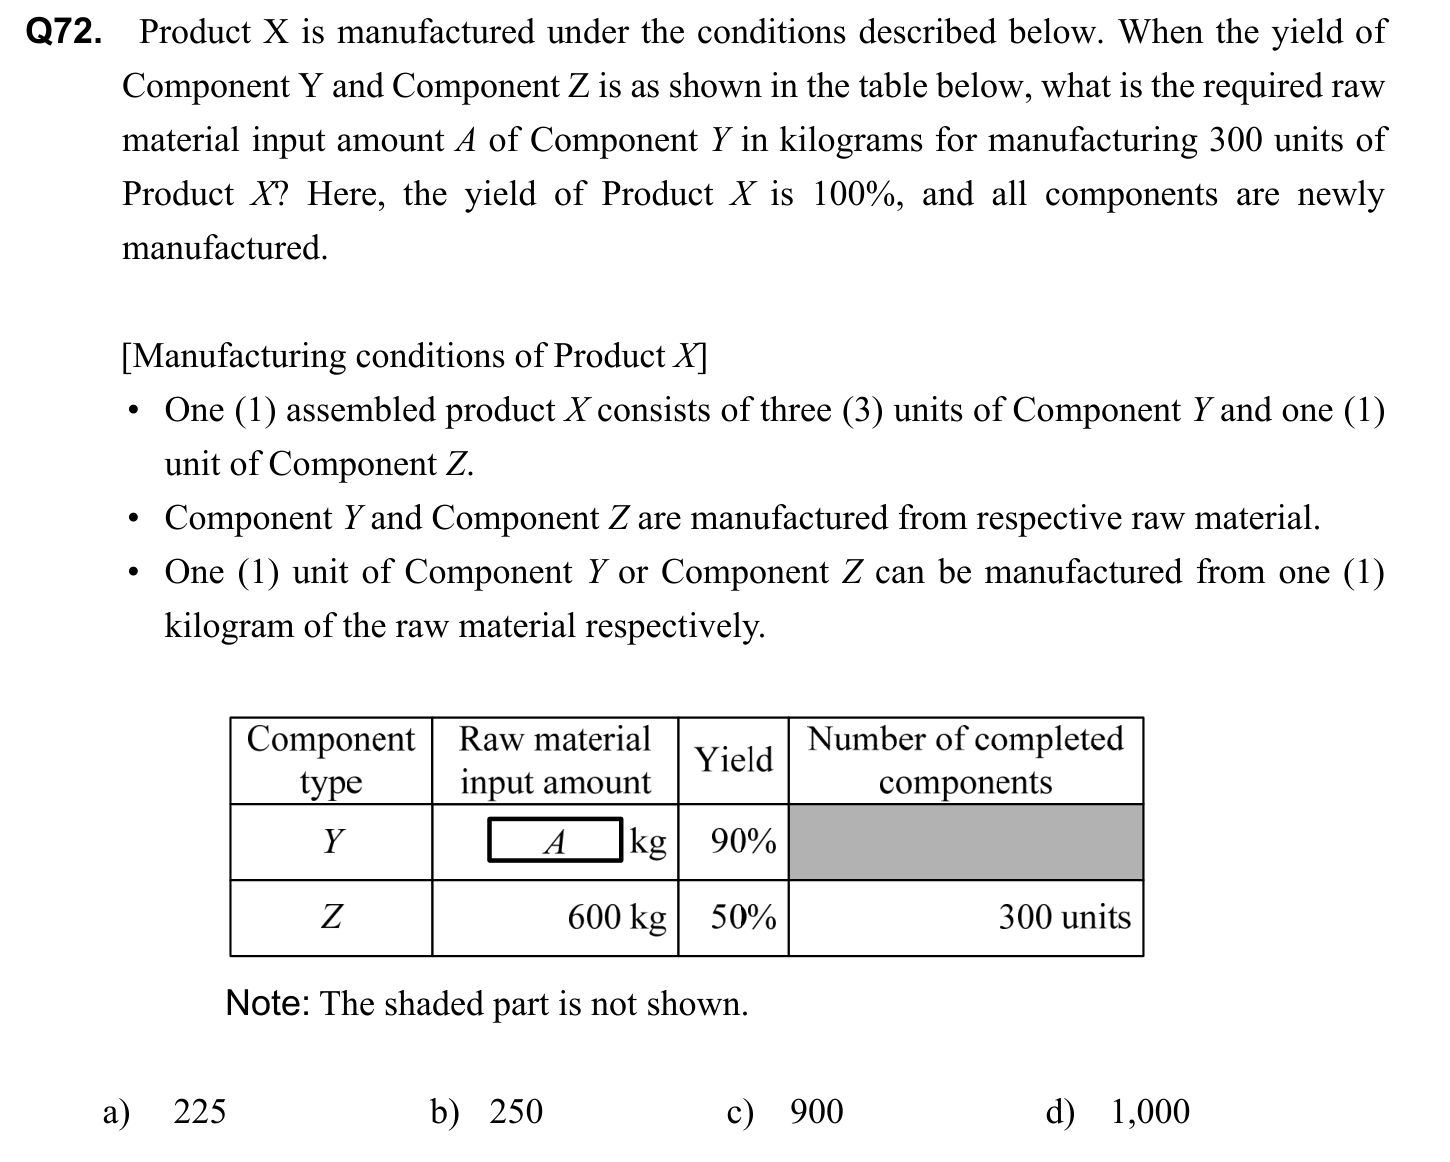 Q72. Product X is manufactured under the conditions described below. When the yield of
Component Y and Component Z is as shown in the table below, what is the required raw
material input amount A of Component Y in kilograms for manufacturing 300 units of
Product X? Here, the yield of Product X is 100%, and all components are newly
manufactured.
[Manufacturing conditions of Product X]
• One (1) assembled product X consists of three (3) units of Component Y and one (1)
unit of Component Z.
• Component Y and Component Z are manufactured from respective raw material.
• One (1) unit of Component Y or Component Z can be manufactured from one (1)
kilogram of the raw material respectively.
Component type Raw material input amount Yield Number of completed components
Y A kg 90%
Z 600 kg 50% 300 units
Note: The shaded part is not shown.
a) 225 b) 250 c) 900 d) 1,000